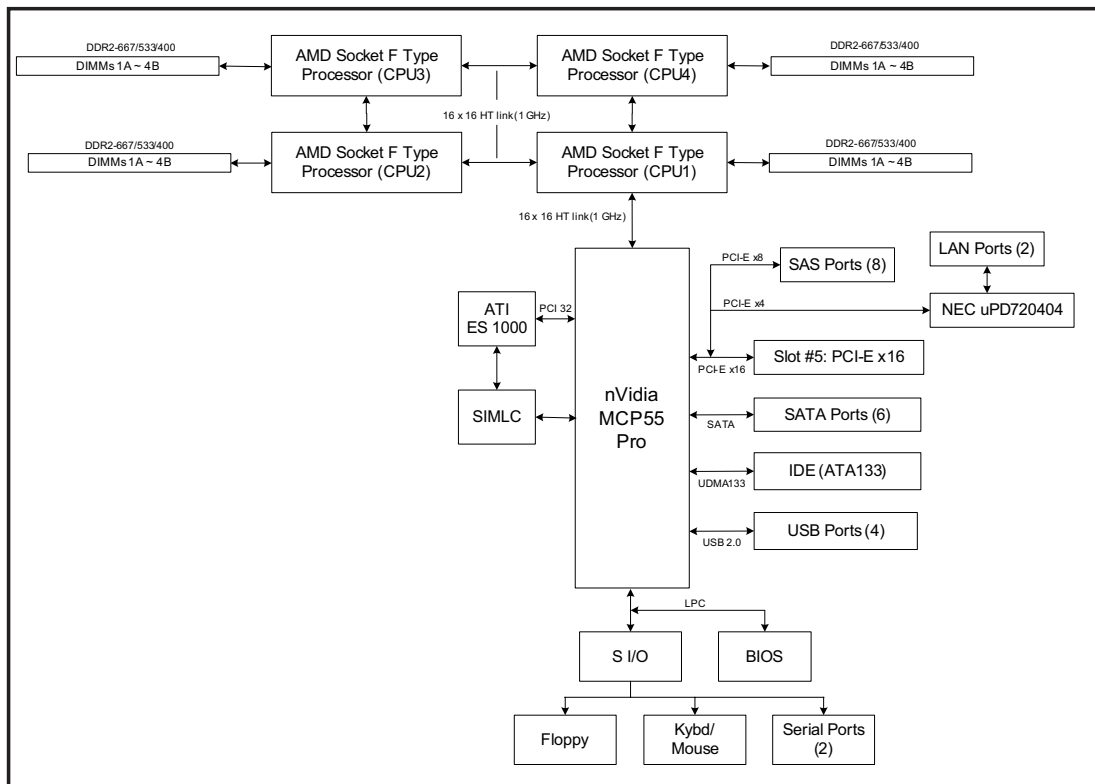 DDR2-667/533/400
DIMMs 1A ~ 4B
AMD Socket F Type
Processor (CPU3)
AMD Socket F Type
Processor (CPU4)
DDR2-667/533/400
DIMMs 1A ~ 4B
16 x 16 HT link(1 GHz)
DDR2-667/533/400
DIMMs 1A ~ 4B
AMD Socket F Type
Processor (CPU2)
AMD Socket F Type
Processor (CPU1)
DDR2-667/533/400
DIMMs 1A ~ 4B
16 x 16 HT link(1 GHz)
PCI-E x8
SAS Ports (8)
LAN Ports (2)
PCI-E x4
NEC uPD720404
ATI
ES 1000
PCI 32
Slot #5: PCI-E x16
PCI-E x16
nVidia
MCP55
Pro
SIMLC
SATA Ports (6)
SATA
IDE (ATA133)
UDMA133
USB Ports (4)
USB 2.0
LPC
S I/O
BIOS
Floppy
Kybd/
Mouse
Serial Ports
(2)